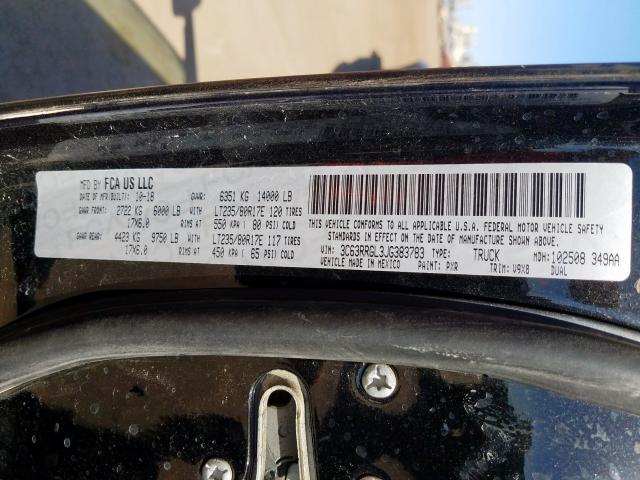 MFD BY FCA US LLC
DATE OF MFR(BUILT): 10-18 GVWR: 6351 KG 14000 LB
GAWR FRONT: 2722 KG 6000 LB WITH LT235/80R17E 120 TIRES
17X6.0 RIMS AT 550 KPA ( 80 PSI) COLD
GAWR REAR: 4423 KG 9750 LB WITH LT235/80R17E 117 TIRES
17X6.0 RIMS AT 450 KPA ( 65 PSI) COLD
THIS VEHICLE CONFORMS TO ALL APPLICABLE U.S.A. FEDERAL MOTOR VEHICLE SAFETY
STANDARDS IN EFFECT ON THE DATE OF MANUFACTURE SHOWN ABOVE.
VIN: 3C63RRGL3JG383783 TYPE: TRUCK MDH: 102508 349AA
VEHICLE MADE IN MEXICO PAINT: PXR TRIM: V9X8 DUAL